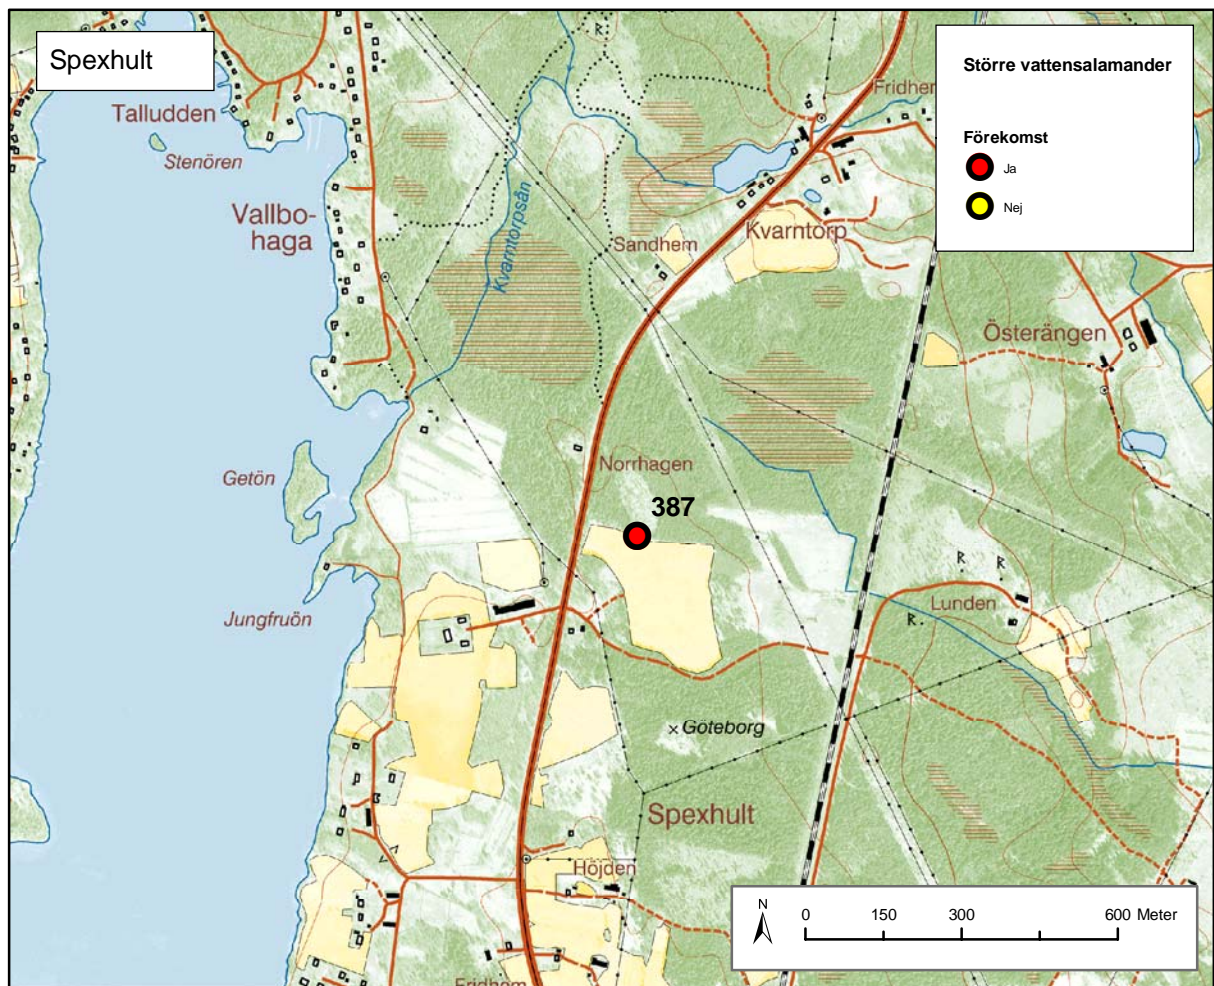 Spexhult
Större vattensalamander
Förekomst
Ja
Nej
Talludden
Stenören
Vallbo-
haga
Kvarntorpsån
R
Fridhem
Sandhem
Kvarntorp
Österängen
Getön
Norrhagen
387
Jungfruön
R
R
R
Lunden
Göteborg
Spexhult
Höjden
Fridhem
N
0 150 300 600 Meter